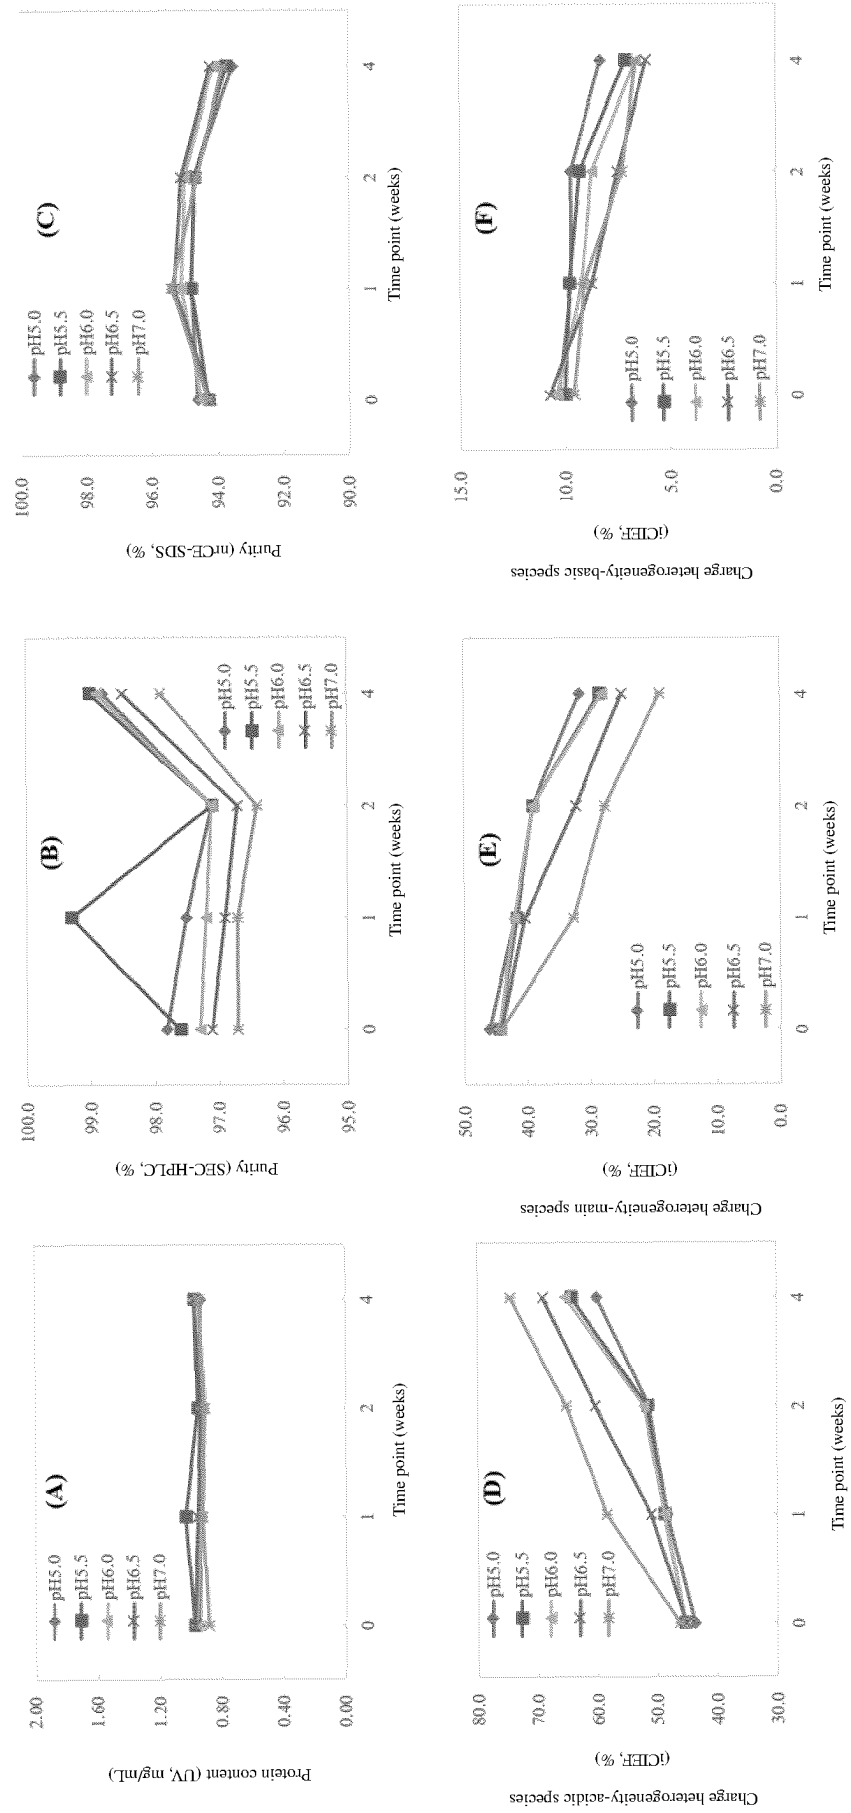 (A)
Protein content (UV, mg/mL)
2.00
1.60
1.20
0.80
0.40
0.00
pH5.0
pH5.5
pH6.0
pH6.5
pH7.0
0 1 2 4
Time point (weeks)
(B)
Purity (SEC-HPLC, %)
100.0
99.0
98.0
97.0
96.0
95.0
pH5.0
pH5.5
pH6.0
pH6.5
pH7.0
0 1 2 4
Time point (weeks)
(C)
Purity (nrCE-SDS, %)
100.0
98.0
96.0
94.0
92.0
90.0
pH5.0
pH5.5
pH6.0
pH6.5
pH7.0
0 1 2 4
Time point (weeks)
(D)
Charge heterogeneity-acidic species
(iCIEF, %)
80.0
70.0
60.0
50.0
40.0
30.0
pH5.0
pH5.5
pH6.0
pH6.5
pH7.0
0 1 2 4
Time point (weeks)
(E)
Charge heterogeneity-main species
(iCIEF, %)
50.0
40.0
30.0
20.0
10.0
0.0
pH5.0
pH5.5
pH6.0
pH6.5
pH7.0
0 1 2 4
Time point (weeks)
(F)
Charge heterogeneity-basic species
(iCIEF, %)
15.0
10.0
5.0
0.0
pH5.0
pH5.5
pH6.0
pH6.5
pH7.0
0 1 2 4
Time point (weeks)